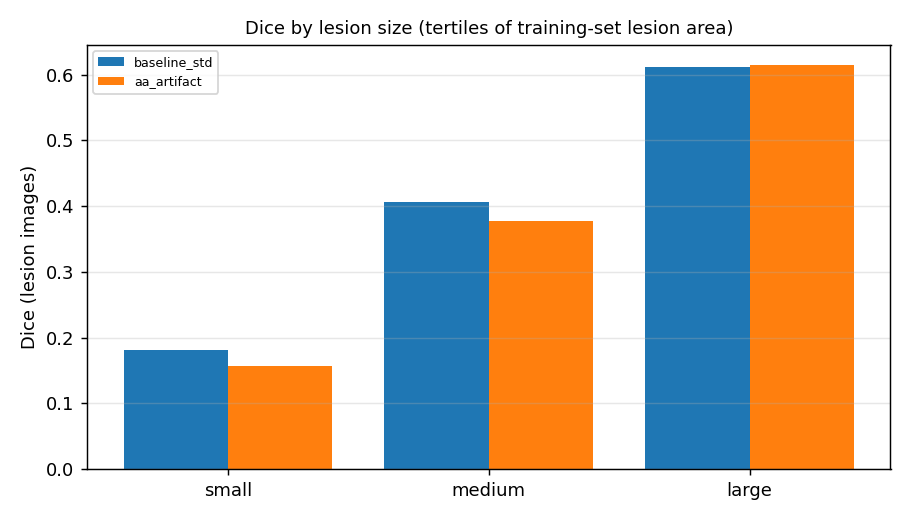 Dice by lesion size (tertiles of training-set lesion area)
baseline_std
aa_artifact
Dice (lesion images)
0.6
0.5
0.4
0.3
0.2
0.1
0.0
small
medium
large